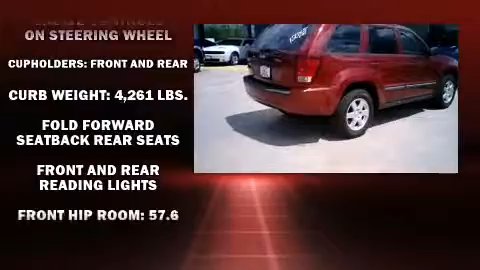 ON STEERING WHEEL
CUPHOLDERS: FRONT AND REAR
CURB WEIGHT: 4,261 LBS.
FOLD FORWARD
SEATBACK REAR SEATS
FRONT AND REAR
READING LIGHTS
FRONT HIP ROOM: 57.6